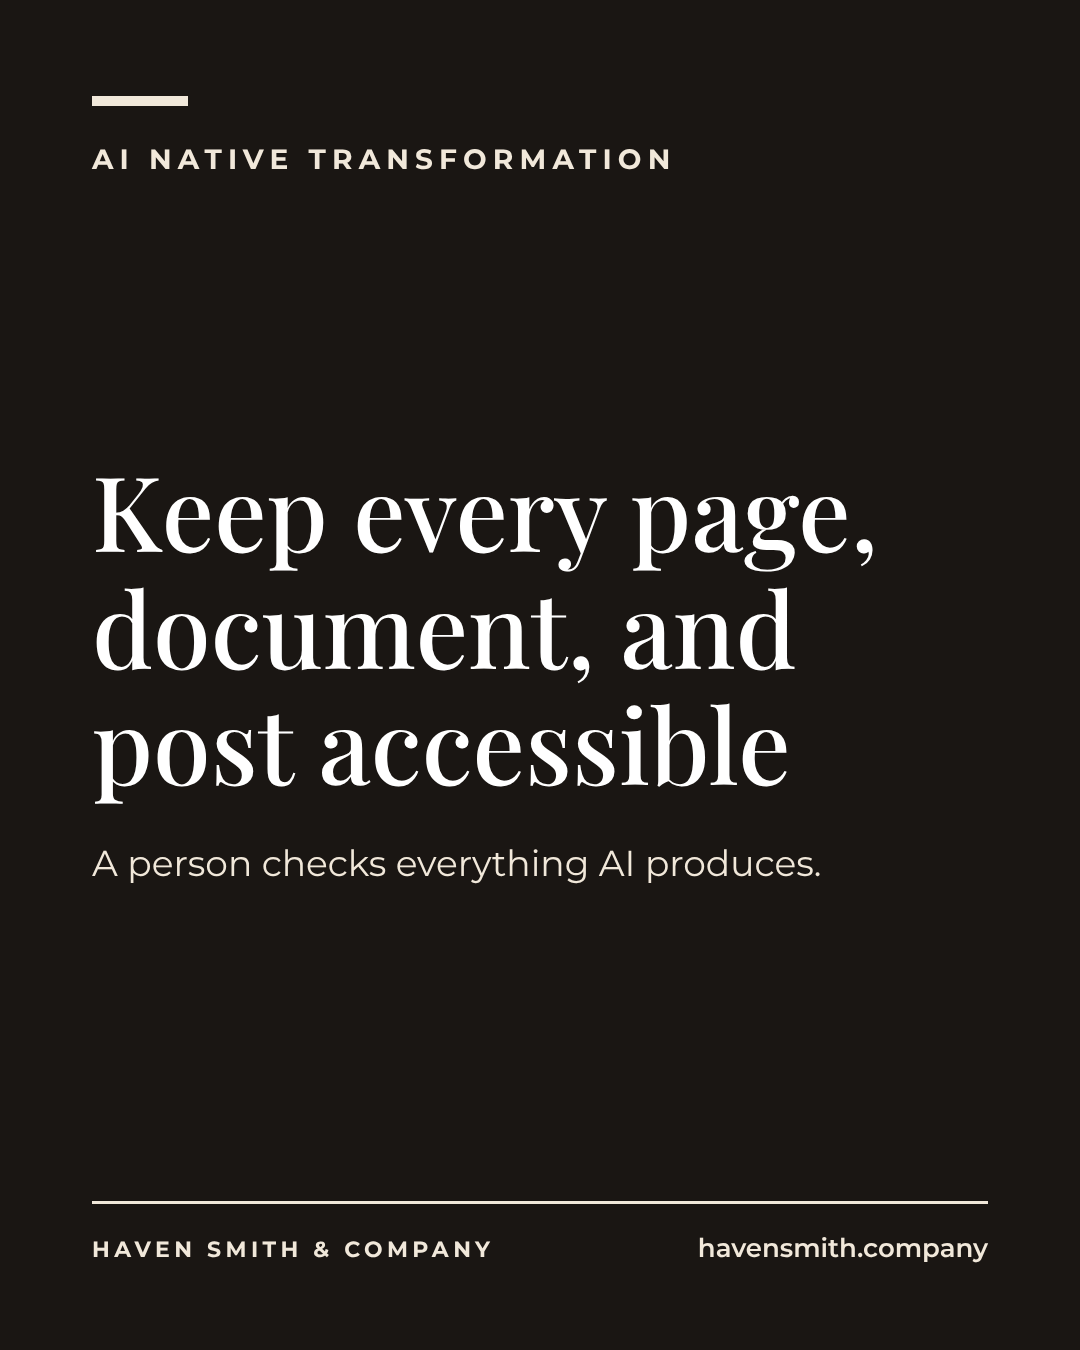 AI NATIVE TRANSFORMATION
Keep every page,
document, and
post accessible
A person checks everything AI produces.
HAVEN SMITH & COMPANY
havensmith.company